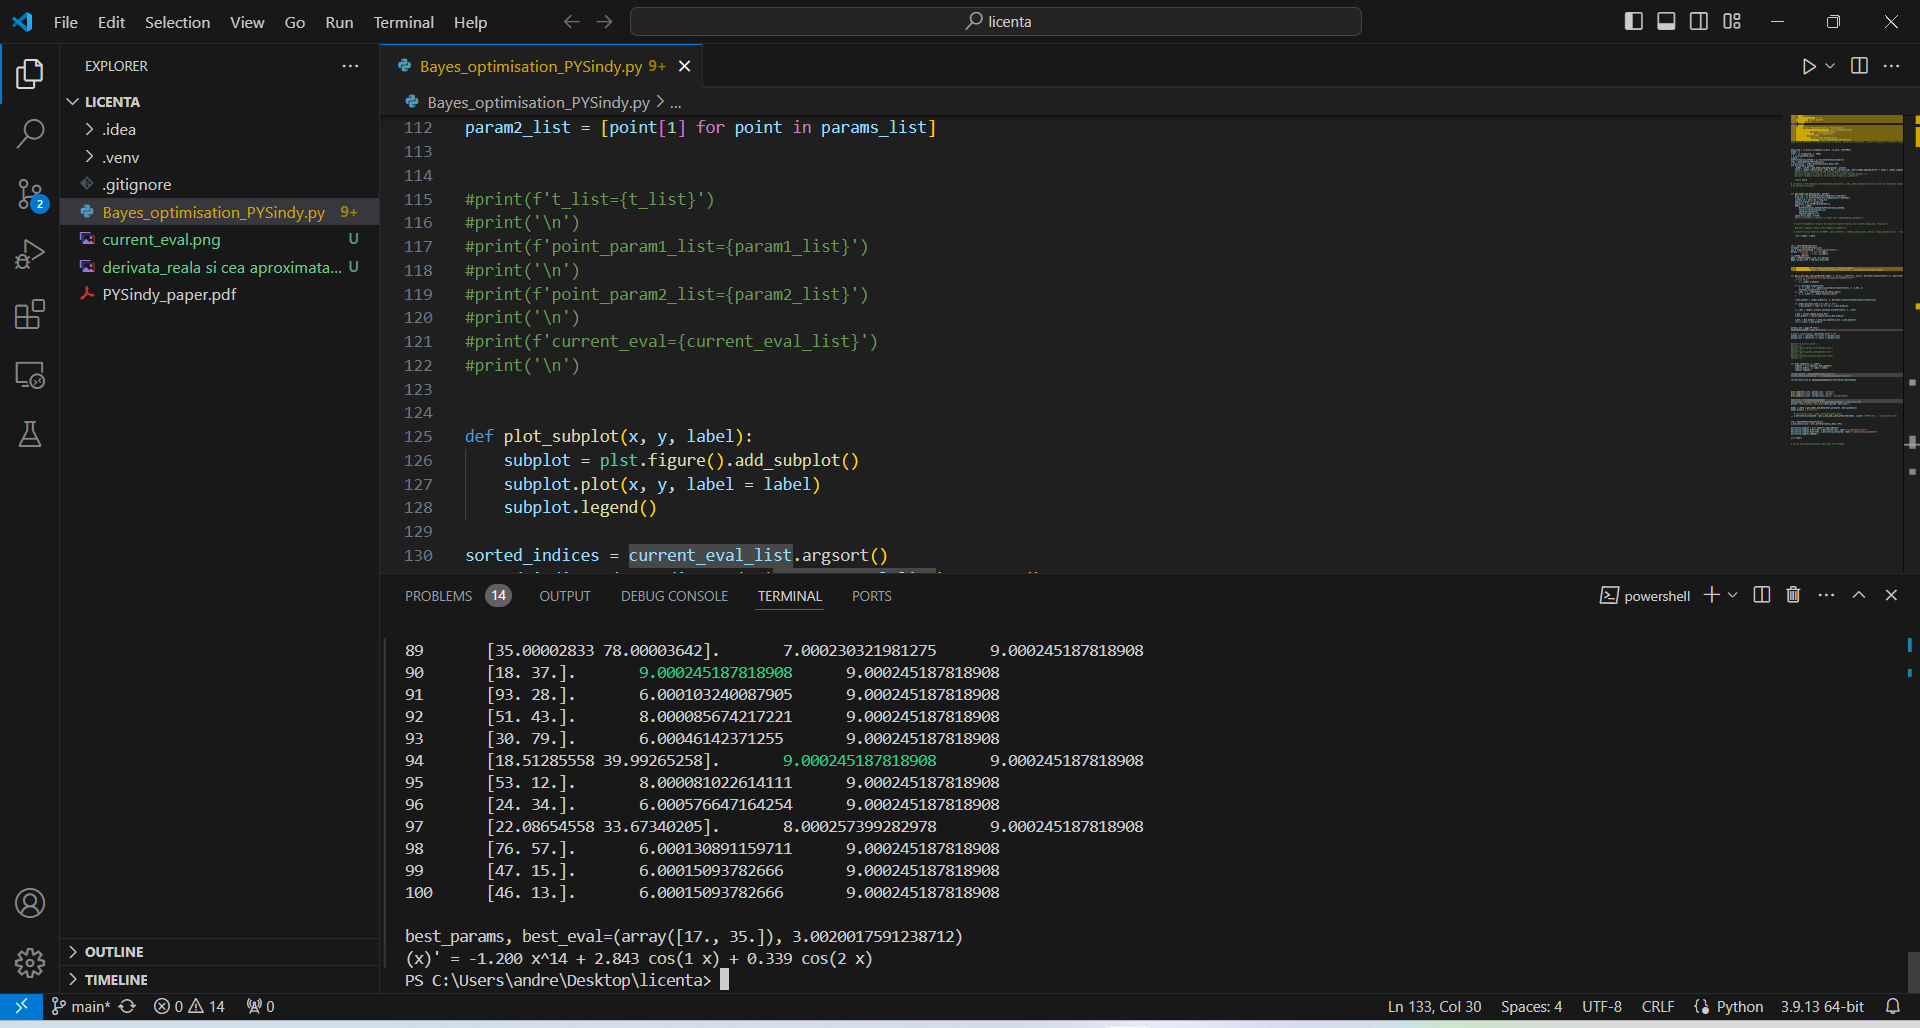 File Edit Selection View Go Run Terminal Help
licenta
EXPLORER
LICENTA
.idea
.venv
.gitignore
Bayes_optimisation_PYSindy.py 9+
current_eval.png U
derivata_reala si cea aproximata... U
PYSindy_paper.pdf
2
OUTLINE
TIMELINE
Bayes_optimisation_PYSindy.py 9+
Bayes_optimisation_PYSindy.py > ...
112 param2_list = [point[1] for point in params_list]
113
114
115 #print(f't_list={t_list}')
116 #print('\n')
117 #print(f'point_param1_list={param1_list}')
118 #print('\n')
119 #print(f'point_param2_list={param2_list}')
120 #print('\n')
121 #print(f'current_eval={current_eval_list}')
122 #print('\n')
123
124
125 def plot_subplot(x, y, label):
126 subplot = plst.figure().add_subplot()
127 subplot.plot(x, y, label = label)
128 subplot.legend()
129
130 sorted_indices = current_eval_list.argsort()
PROBLEMS 14 OUTPUT DEBUG CONSOLE TERMINAL PORTS
powershell
89 [35.00002833 78.00003642]. 7.000230321981275 9.000245187818908
90 [18. 37.]. 9.000245187818908 9.000245187818908
91 [93. 28.]. 6.000103240087905 9.000245187818908
92 [51. 43.]. 8.000085674217221 9.000245187818908
93 [30. 79.]. 6.00046142371255 9.000245187818908
94 [18.51285558 39.99265258]. 9.000245187818908 9.000245187818908
95 [53. 12.]. 8.000081022614111 9.000245187818908
96 [24. 34.]. 6.000576647164254 9.000245187818908
97 [22.08654558 33.67340205]. 8.000257399282978 9.000245187818908
98 [76. 57.]. 6.000130891159711 9.000245187818908
99 [47. 15.]. 6.00015093782666 9.000245187818908
100 [46. 13.]. 6.00015093782666 9.000245187818908
best_params, best_eval=(array([17., 35.]), 3.0020017591238712)
(x)' = -1.200 x^14 + 2.843 cos(1 x) + 0.339 cos(2 x)
PS C:\Users\andre\Desktop\licenta>
main* 0 14 0
Ln 133, Col 30 Spaces: 4 UTF-8 CRLF Python 3.9.13 64-bit